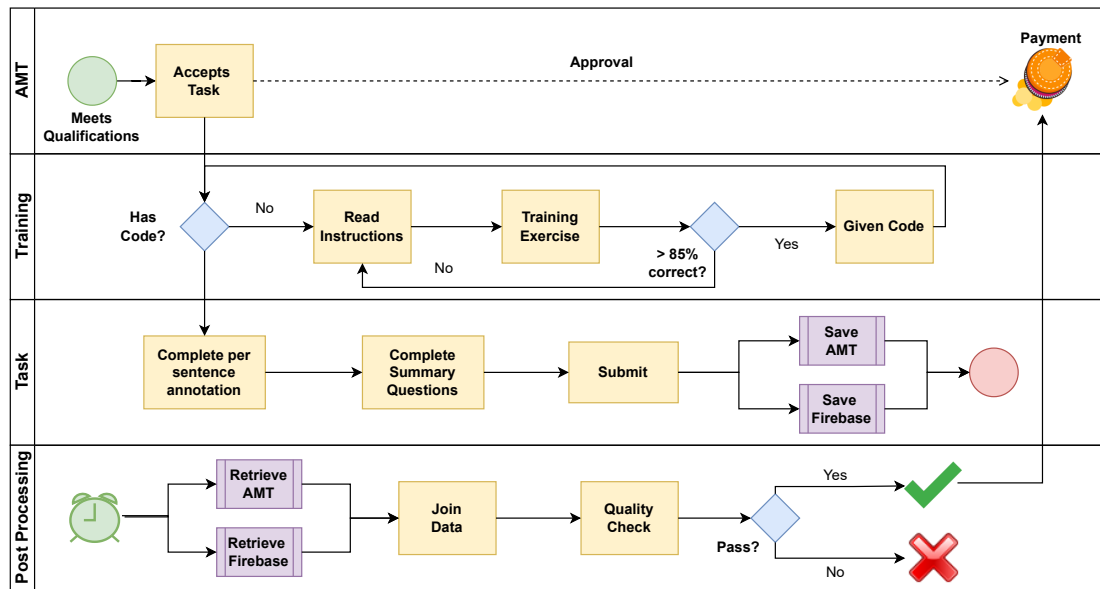 AMT
Meets
Qualifications
Accepts
Task
Approval
Payment
Training
Has
Code?
No
Read
Instructions
Training
Exercise
> 85%
correct?
No
Yes
Given Code
Task
Complete per
sentence
annotation
Complete
Summary
Questions
Submit
Save
AMT
Save
Firebase
Post Processing
Retrieve
AMT
Retrieve
Firebase
Join
Data
Quality
Check
Pass?
Yes
No